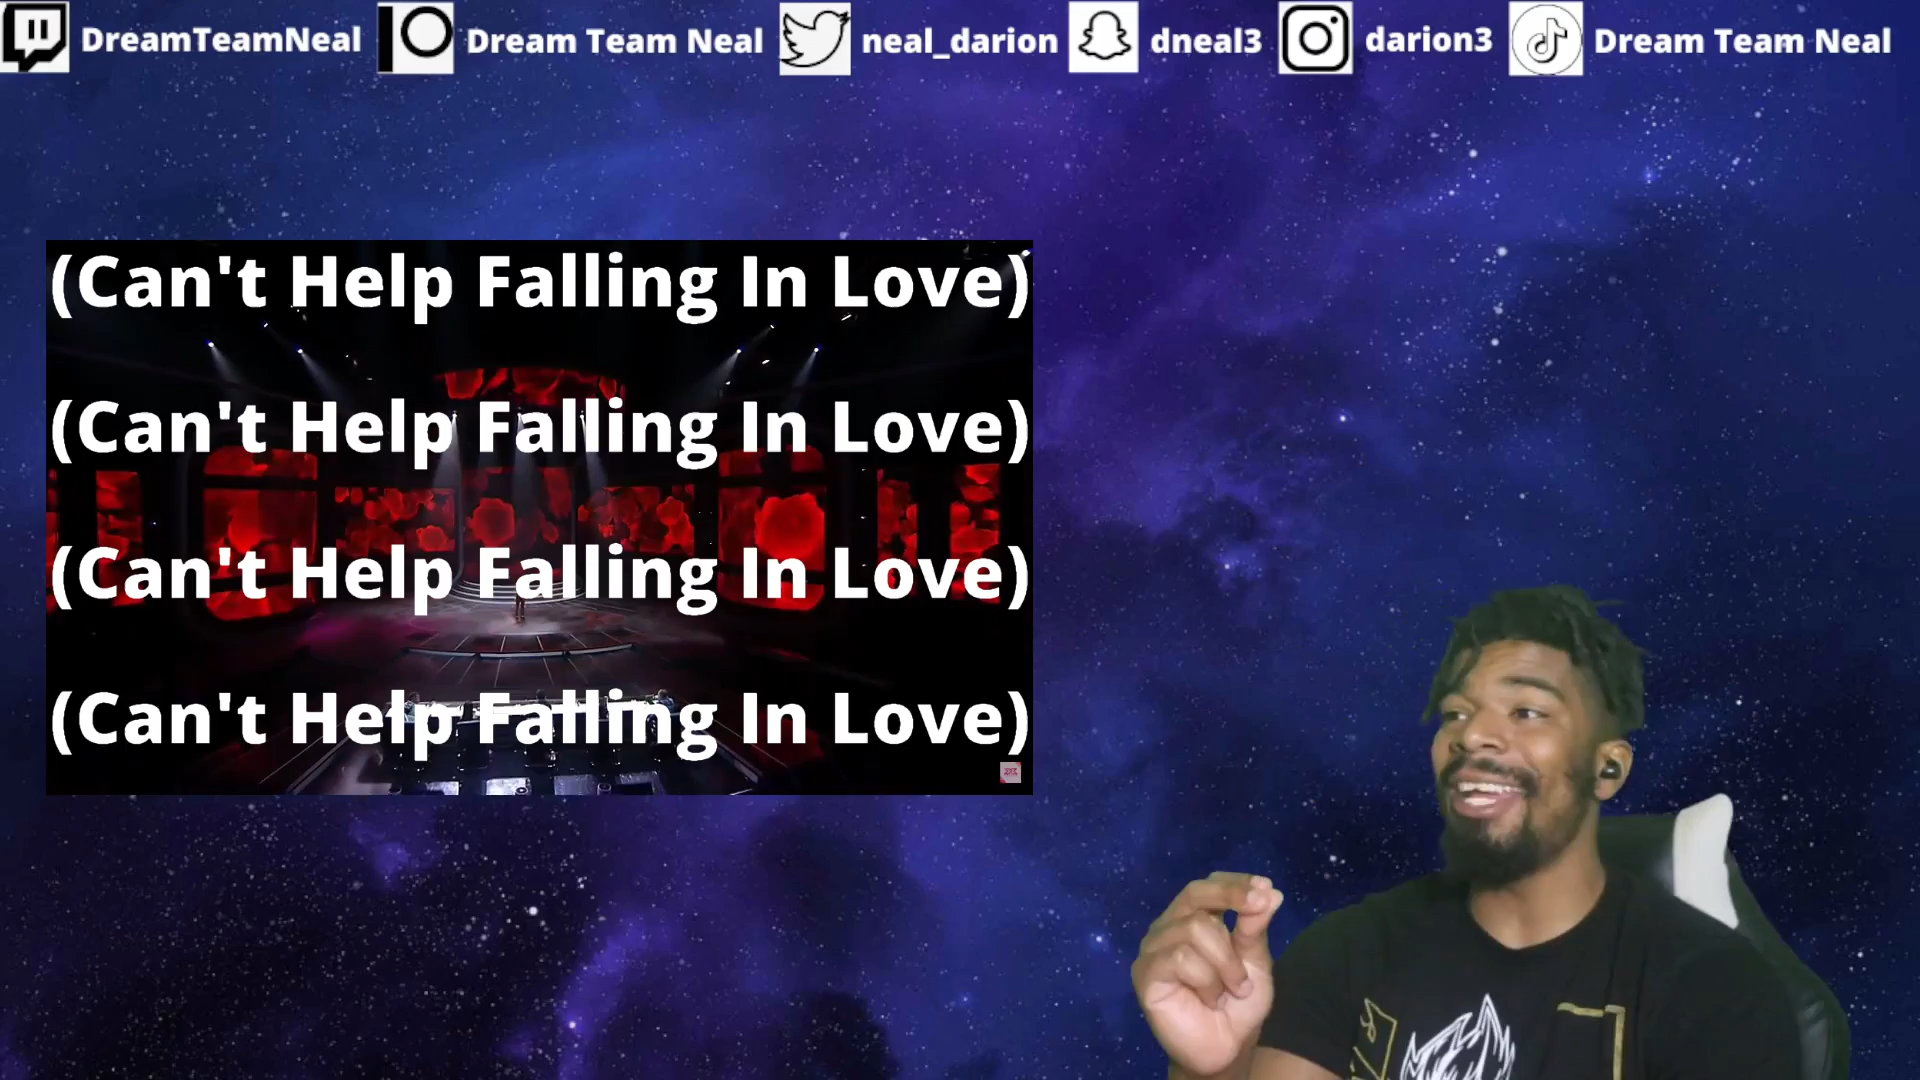 DreamTeamNeal Dream Team Neal neal_darion dneal3 darion3 Dream Team Neal
(Can't Help Falling In Love)
(Can't Help Falling In Love)
(Can't Help Falling In Love)
(Can't Help Falling In Love)